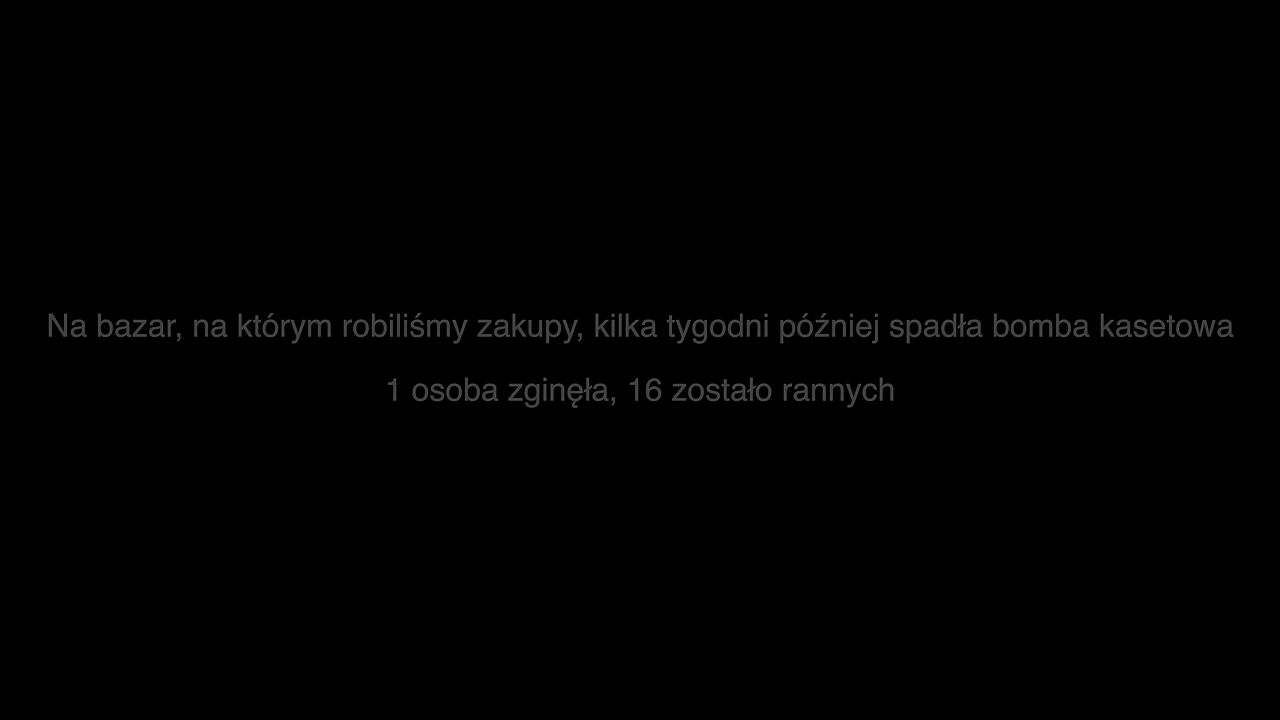 Na bazar, na którym robiliśmy zakupy, kilka tygodni później spadła bomba kasetowa
1 osoba zginęła, 16 zostało rannych